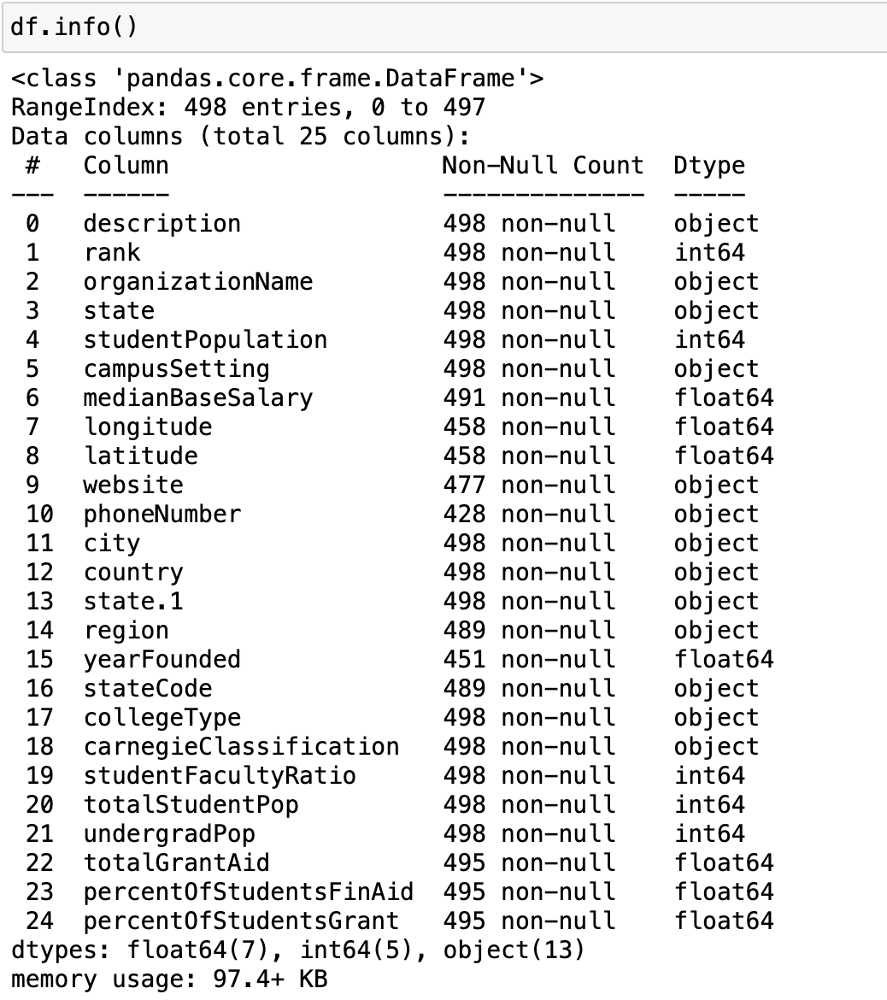 df.info()
<class 'pandas.core.frame.DataFrame'>
RangeIndex: 498 entries, 0 to 497
Data columns (total 25 columns):
 #   Column                   Non-Null Count  Dtype
---  ------                   --------------  -----
 0   description              498 non-null    object
 1   rank                     498 non-null    int64
 2   organizationName         498 non-null    object
 3   state                    498 non-null    object
 4   studentPopulation        498 non-null    int64
 5   campusSetting            498 non-null    object
 6   medianBaseSalary         491 non-null    float64
 7   longitude                458 non-null    float64
 8   latitude                 458 non-null    float64
 9   website                  477 non-null    object
 10  phoneNumber              428 non-null    object
 11  city                     498 non-null    object
 12  country                  498 non-null    object
 13  state.1                  498 non-null    object
 14  region                   489 non-null    object
 15  yearFounded              451 non-null    float64
 16  stateCode                489 non-null    object
 17  collegeType              498 non-null    object
 18  carnegieClassification   498 non-null    object
 19  studentFacultyRatio      498 non-null    int64
 20  totalStudentPop          498 non-null    int64
 21  undergradPop             498 non-null    int64
 22  totalGrantAid            495 non-null    float64
 23  percentOfStudentsFinAid  495 non-null    float64
 24  percentOfStudentsGrant   495 non-null    float64
dtypes: float64(7), int64(5), object(13)
memory usage: 97.4+ KB